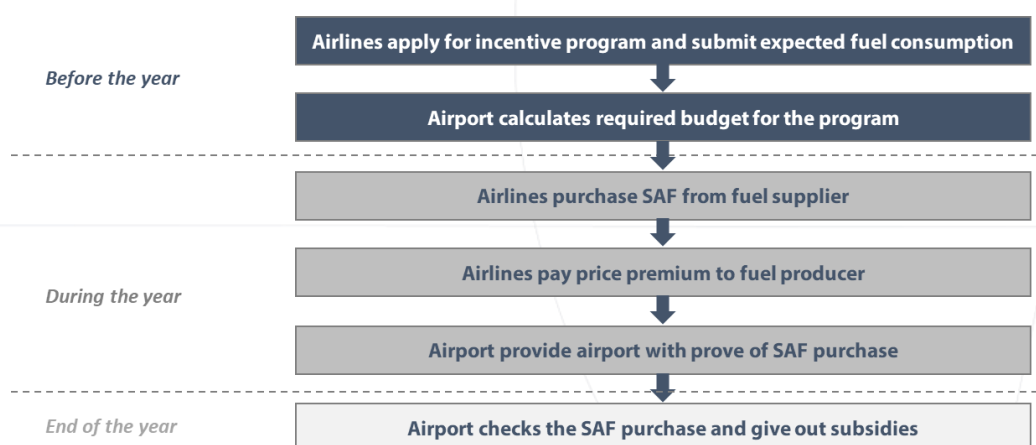 Airlines apply for incentive program and submit expected fuel consumption
Before the year
Airport calculates required budget for the program
Airlines purchase SAF from fuel supplier
Airlines pay price premium to fuel producer
During the year
Airport provide airport with prove of SAF purchase
End of the year
Airport checks the SAF purchase and give out subsidies